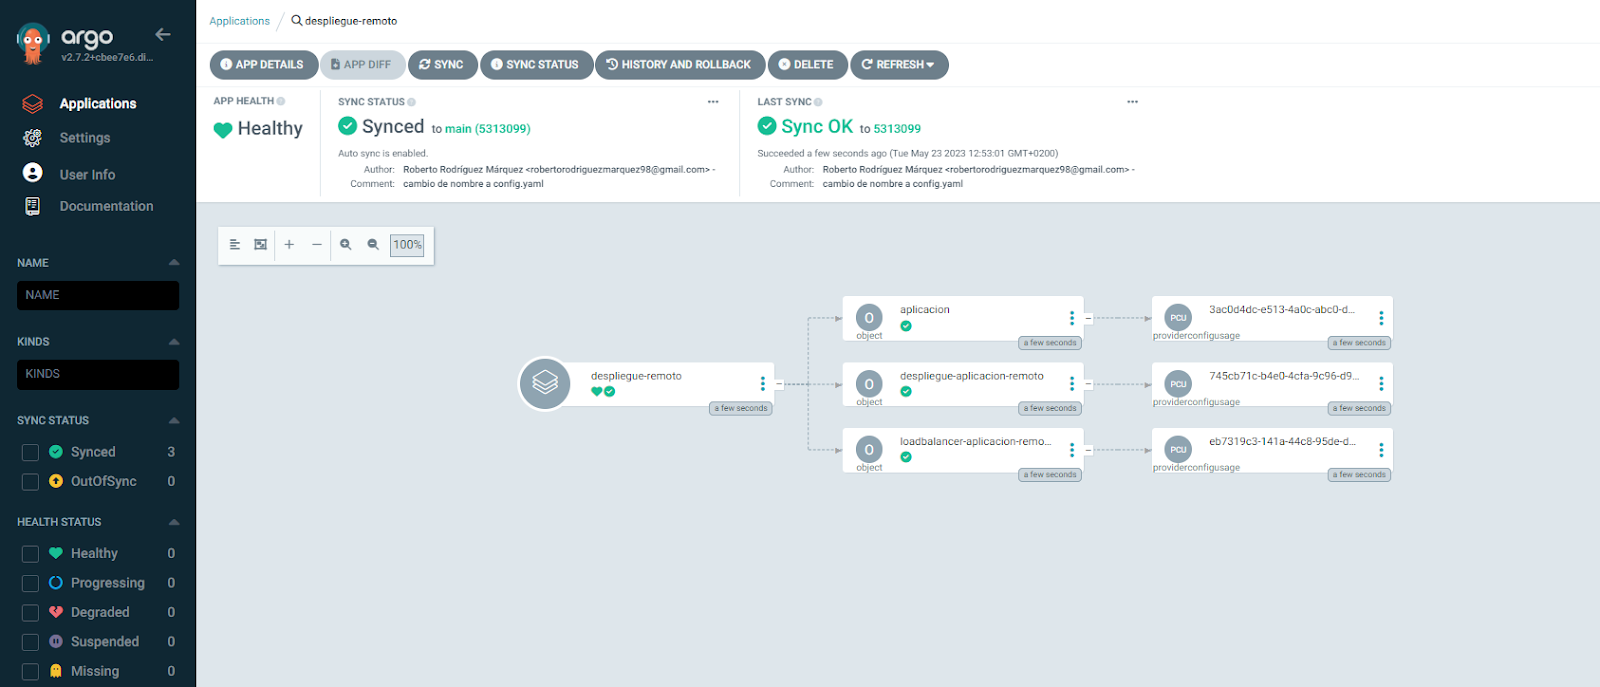 argo
v2.7.2+cbee7e6.di...
Applications
Settings
User Info
Documentation
NAME
NAME
KINDS
KINDS
SYNC STATUS
Synced 3
OutOfSync 0
HEALTH STATUS
Healthy 0
Progressing 0
Degraded 0
Suspended 0
Missing 0
Applications / despliegue-remoto
APP DETAILS APP DIFF SYNC SYNC STATUS HISTORY AND ROLLBACK DELETE REFRESH
APP HEALTH
Healthy
SYNC STATUS ...
Synced to main (5313099)
Auto sync is enabled.
Author: Roberto Rodríguez Márquez <robertorodriguezmarquez98@gmail.com> -
Comment: cambio de nombre a config.yaml
LAST SYNC ...
Sync OK to 5313099
Succeeded a few seconds ago (Tue May 23 2023 12:53:01 GMT+0200)
Author: Roberto Rodríguez Márquez <robertorodriguezmarquez98@gmail.com> -
Comment: cambio de nombre a config.yaml
100%
despliegue-remoto
a few seconds
O
object
aplicacion
a few seconds
PCU
providerconfigusage
3ac0d4dc-e513-4a0c-abc0-d...
a few seconds
O
object
despliegue-aplicacion-remoto
a few seconds
PCU
providerconfigusage
745cb71c-b4e0-4cfa-9c96-d9...
a few seconds
O
object
loadbalancer-aplicacion-remo...
a few seconds
PCU
providerconfigusage
eb7319c3-141a-44c8-95de-d...
a few seconds